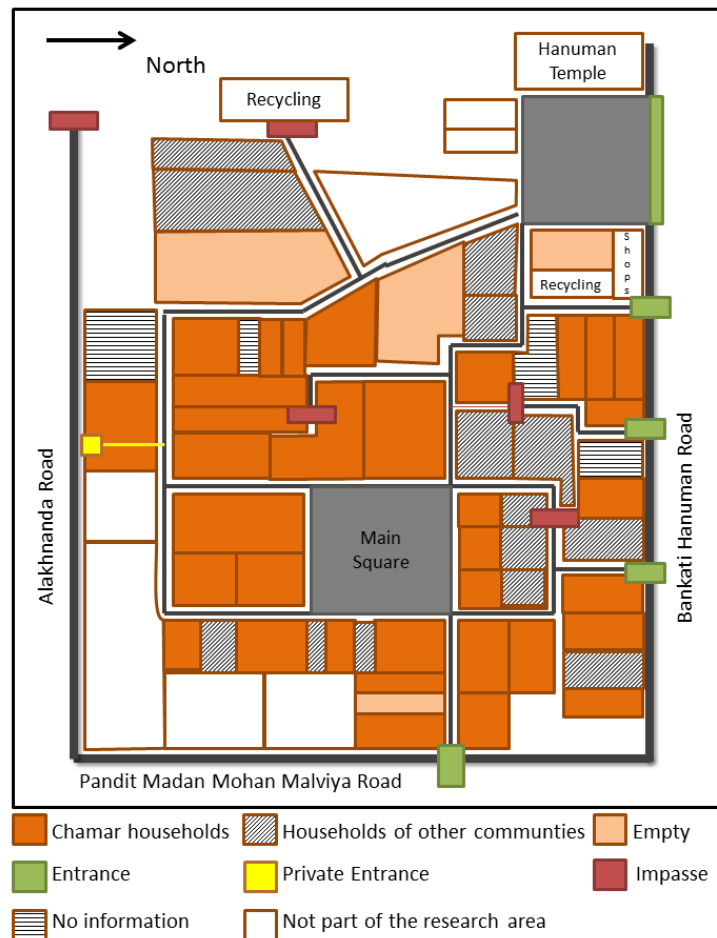 North
Hanuman
Temple
Recycling
Shops
Recycling
Main
Square
Alakhnanda Road
Bankati Hanuman Road
Pandit Madan Mohan Malviya Road
Chamar households
Households of other communties
Empty
Entrance
Private Entrance
Impasse
No information
Not part of the research area